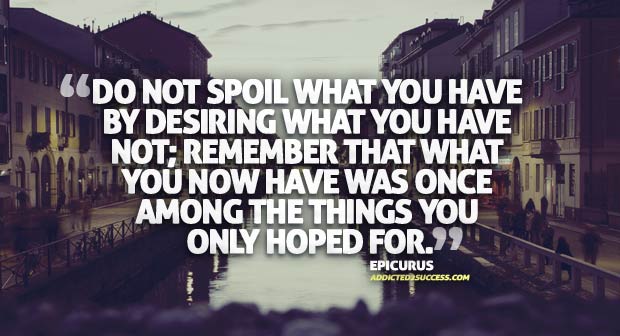 “DO NOT SPOIL WHAT YOU HAVE
BY DESIRING WHAT YOU HAVE
NOT; REMEMBER THAT WHAT
YOU NOW HAVE WAS ONCE
AMONG THE THINGS YOU
ONLY HOPED FOR.”
EPICURUS
ADDICTED2SUCCESS.COM